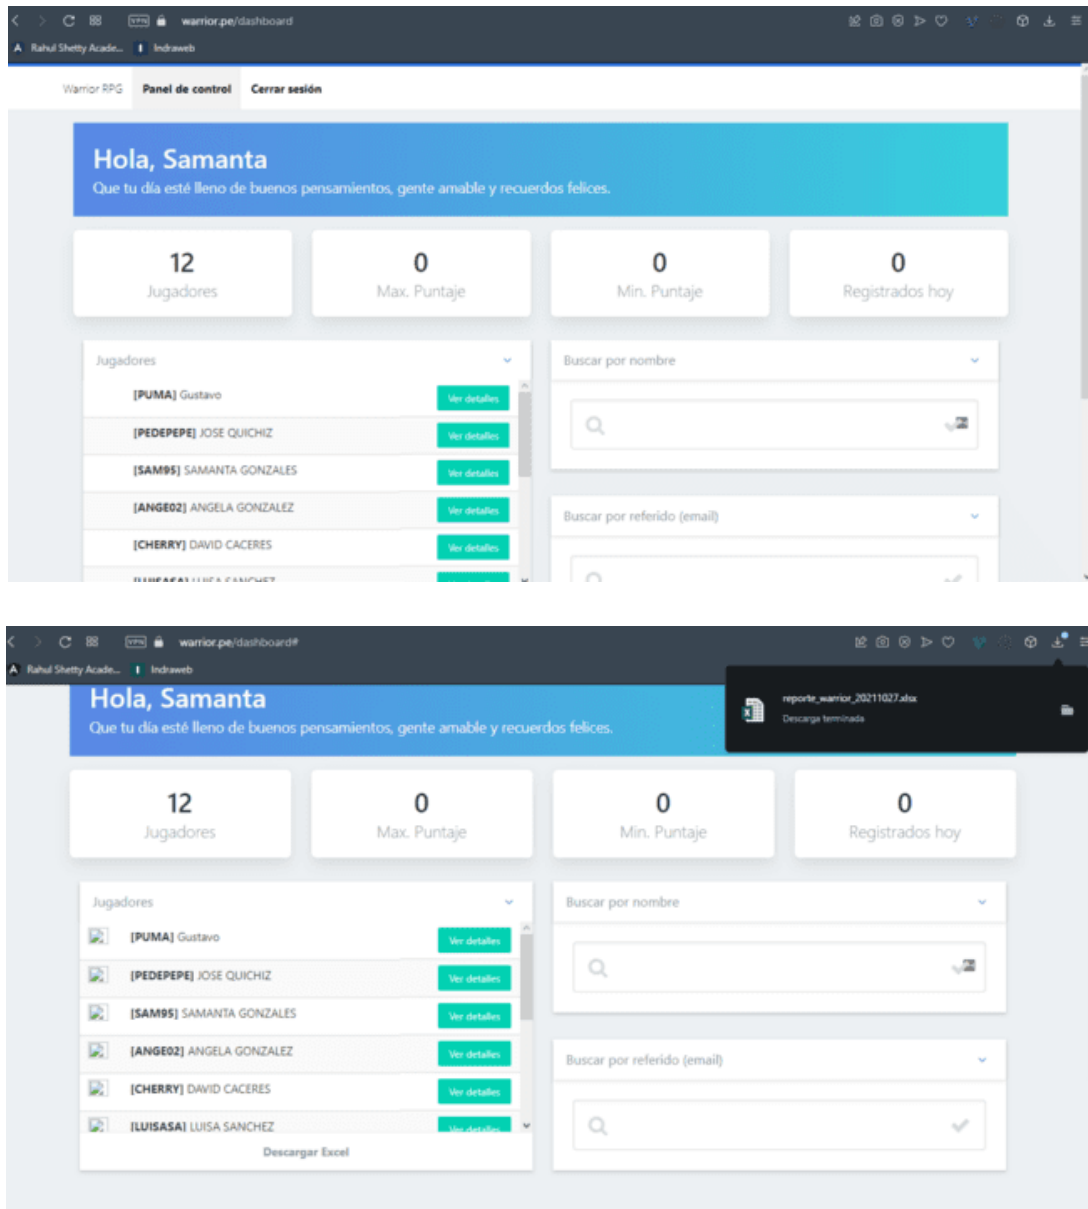 VPN warrior.pe/dashboard
A Rahul Shetty Acade... I Indraweb
Warrior RPG Panel de control Cerrar sesión
Hola, Samanta
Que tu día esté lleno de buenos pensamientos, gente amable y recuerdos felices.
12 0 0 0
Jugadores Max. Puntaje Min. Puntaje Registrados hoy
Jugadores Buscar por nombre
[PUMA] Gustavo Ver detalles
[PEDEPEPE] JOSE QUICHIZ Ver detalles
[SAM95] SAMANTA GONZALES Ver detalles
[ANGE02] ANGELA GONZALEZ Ver detalles
Buscar por referido (email)
[CHERRY] DAVID CACERES Ver detalles
[LUISASA] LUISA SANCHEZ
VPN warrior.pe/dashboard#
A Rahul Shetty Acade... I Indraweb
reporte_warrior_20211027.xlsx
Descarga terminada
Hola, Samanta
Que tu día esté lleno de buenos pensamientos, gente amable y recuerdos felices.
12 0 0 0
Jugadores Max. Puntaje Min. Puntaje Registrados hoy
Jugadores Buscar por nombre
[PUMA] Gustavo Ver detalles
[PEDEPEPE] JOSE QUICHIZ Ver detalles
[SAM95] SAMANTA GONZALES Ver detalles
[ANGE02] ANGELA GONZALEZ Ver detalles
Buscar por referido (email)
[CHERRY] DAVID CACERES Ver detalles
[LUISASA] LUISA SANCHEZ Ver detalles
Descargar Excel